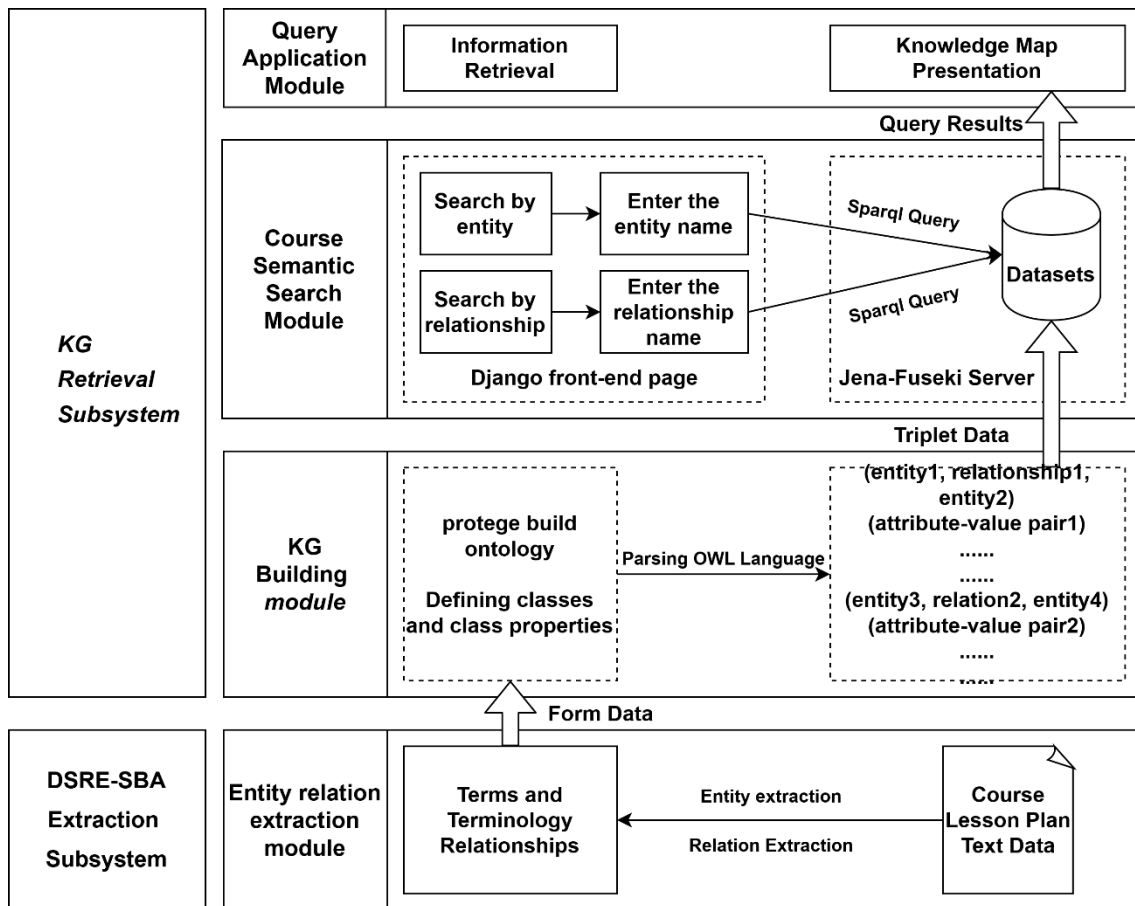 KG
Retrieval
Subsystem
Query
Application
Module
Information
Retrieval
Knowledge Map
Presentation
Query Results
Course
Semantic
Search
Module
Search by
entity
Enter the
entity name
Search by
relationship
Enter the
relationship
name
Django front-end page
Sparql Query
Sparql Query
Datasets
Jena-Fuseki Server
Triplet Data
KG
Building
module
protege build
ontology
Defining classes
and class properties
Parsing OWL Language
(entity1, relationship1,
entity2)
(attribute-value pair1)
......
......
(entity3, relation2, entity4)
(attribute-value pair2)
......
.....
Form Data
DSRE-SBA
Extraction
Subsystem
Entity relation
extraction
module
Terms and
Terminology
Relationships
Entity extraction
Relation Extraction
Course
Lesson Plan
Text Data